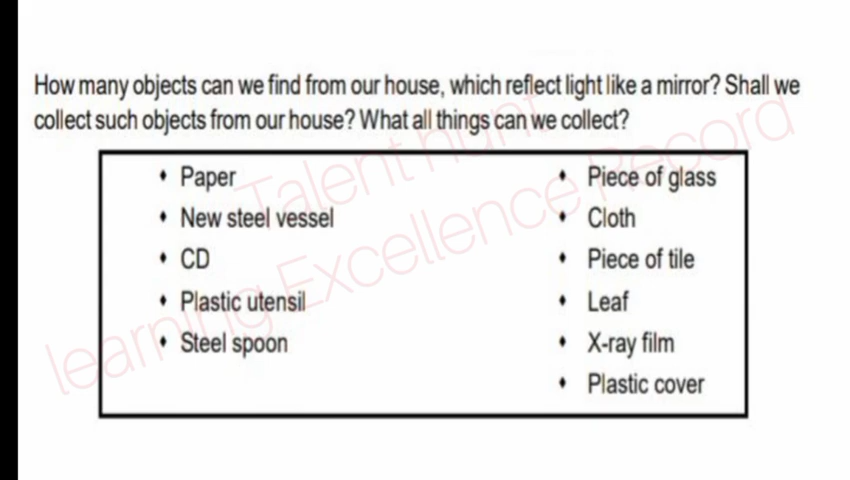 How many objects can we find from our house, which reflect light like a mirror? Shall we
collect such objects from our house? What all things can we collect?
• Paper
• New steel vessel
• CD
• Plastic utensil
• Steel spoon
• Piece of glass
• Cloth
• Piece of tile
• Leaf
• X-ray film
• Plastic cover
Talent hunt
learning Excellence Record